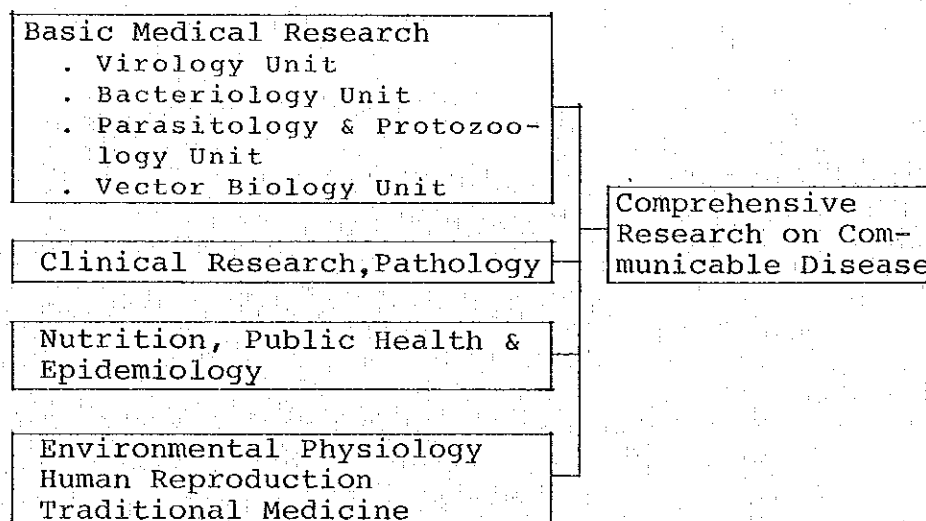 Basic Medical Research
. Virology Unit
. Bacteriology Unit
. Parasitology & Protozoo-
logy Unit
. Vector Biology Unit
Clinical Research,Pathology
Nutrition, Public Health &
Epidemiology
Environmental Physiology
Human Reproduction
Traditional Medicine
Comprehensive
Research on Com-
municable Disease